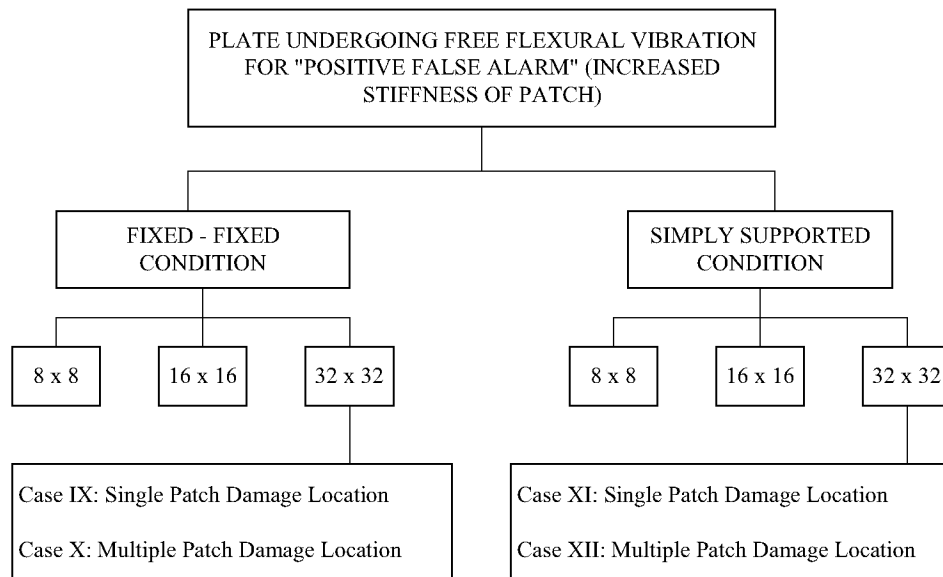 PLATE UNDERGOING FREE FLEXURAL VIBRATION
FOR "POSITIVE FALSE ALARM" (INCREASED
STIFFNESS OF PATCH)
FIXED - FIXED
CONDITION
SIMPLY SUPPORTED
CONDITION
8 x 8
16 x 16
32 x 32
8 x 8
16 x 16
32 x 32
Case IX: Single Patch Damage Location
Case X: Multiple Patch Damage Location
Case XI: Single Patch Damage Location
Case XII: Multiple Patch Damage Location